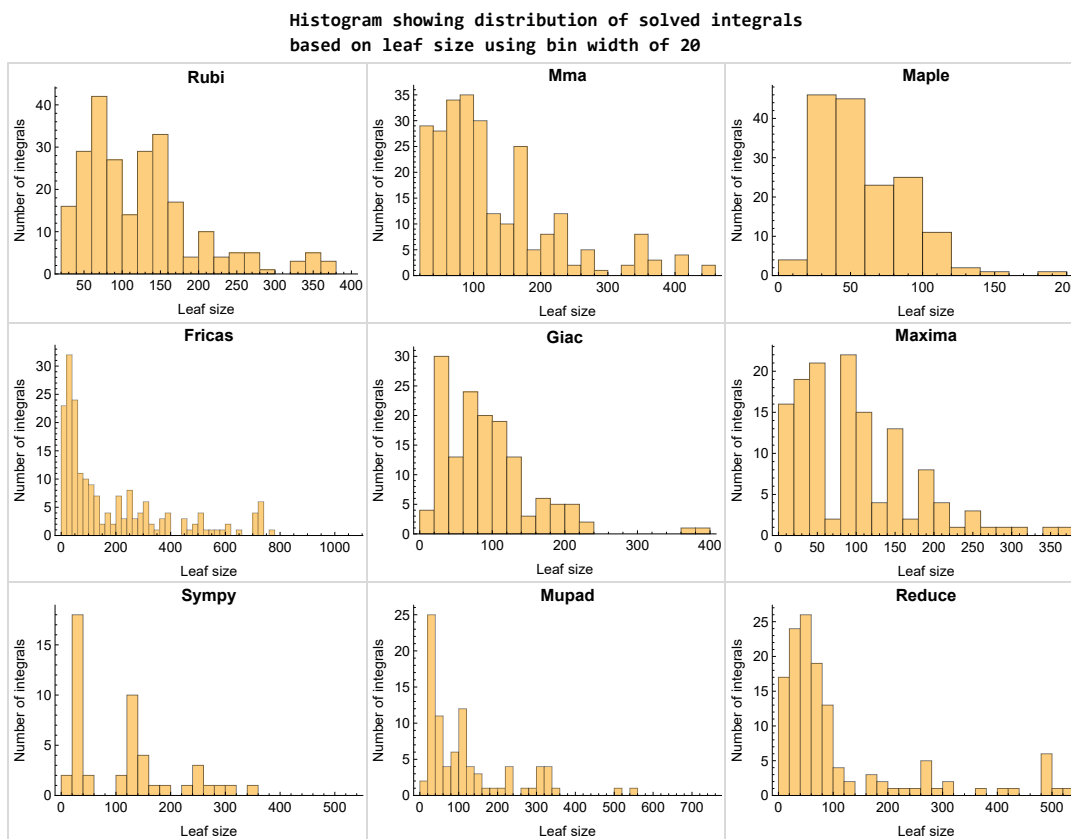 Histogram showing distribution of solved integrals
based on leaf size using bin width of 20
Rubi
Number of integrals
40
30
20
10
0
50 100 150 200 250 300 350 400
Leaf size
Mma
Number of integrals
35
30
25
20
15
10
5
0
100 200 300 400
Leaf size
Maple
Number of integrals
40
30
20
10
0
0 50 100 150 200
Leaf size
Fricas
Number of integrals
30
25
20
15
10
5
0
0 200 400 600 800 1000
Leaf size
Giac
Number of integrals
30
25
20
15
10
5
0
0 100 200 300 400
Leaf size
Maxima
Number of integrals
20
15
10
5
0
0 50 100 150 200 250 300 350
Leaf size
Sympy
Number of integrals
15
10
5
0
0 100 200 300 400 500
Leaf size
Mupad
Number of integrals
25
20
15
10
5
0
0 100 200 300 400 500 600 700
Leaf size
Reduce
Number of integrals
25
20
15
10
5
0
0 100 200 300 400 500
Leaf size